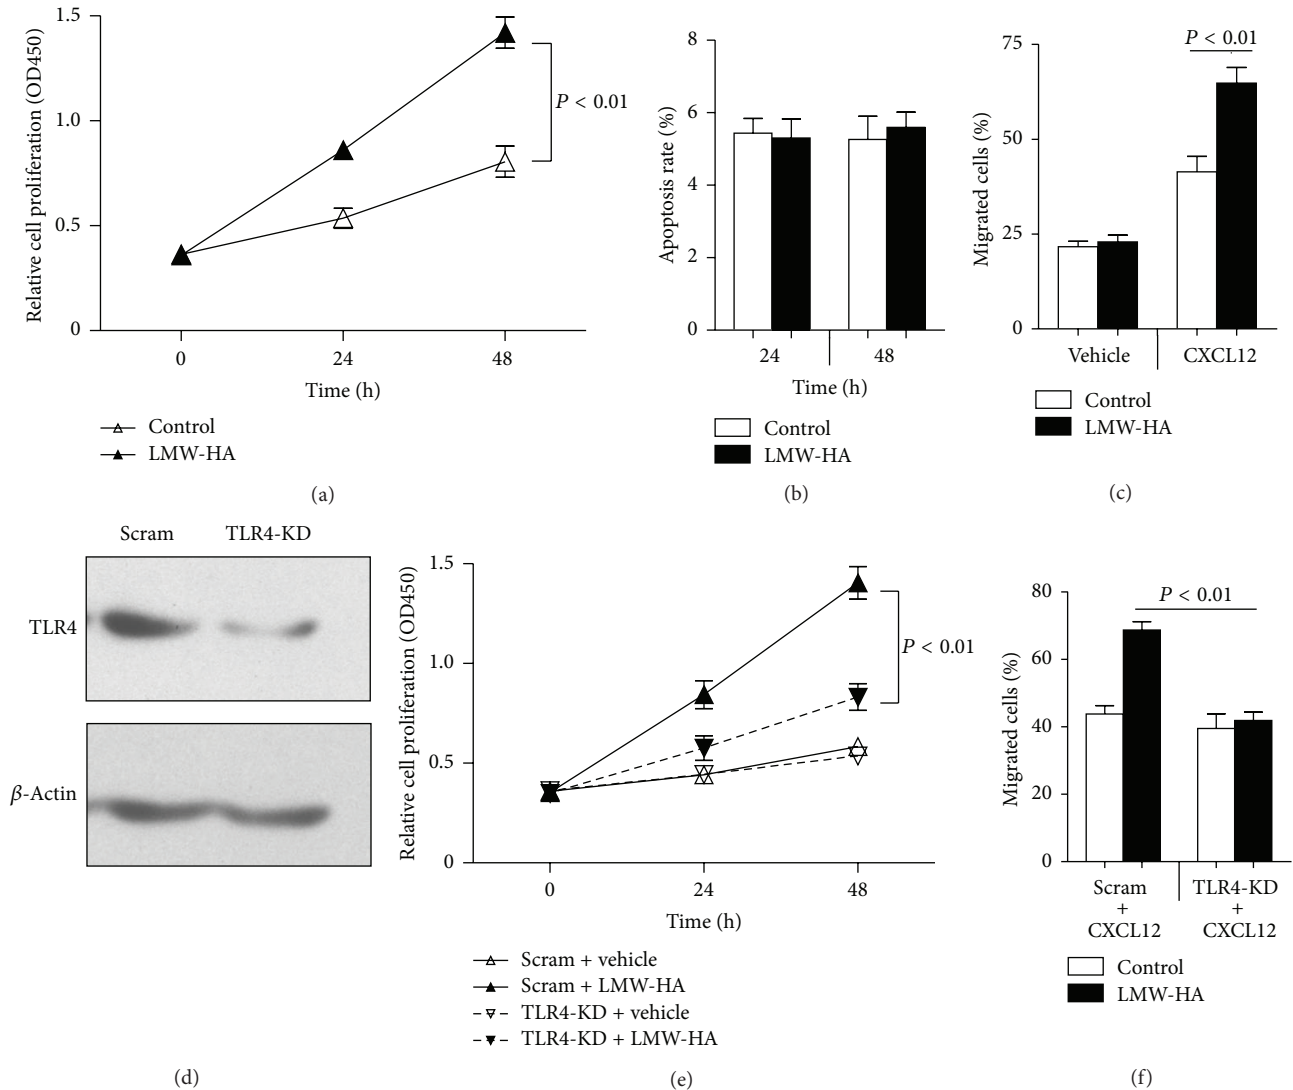 1.5
1.0
0.5
0
Relative cell proliferation (OD450)
P < 0.01
0
24
48
Time (h)
Control
LMW-HA
(a)
8
6
4
2
0
Apoptosis rate (%)
24
48
Time (h)
Control
LMW-HA
(b)
75
50
25
0
Migrated cells (%)
P < 0.01
Vehicle
CXCL12
Control
LMW-HA
(c)
Scram
TLR4-KD
TLR4
β-Actin
(d)
1.5
1.0
0.5
0
Relative cell proliferation (OD450)
P < 0.01
0
24
48
Time (h)
Scram + vehicle
Scram + LMW-HA
TLR4-KD + vehicle
TLR4-KD + LMW-HA
(e)
80
60
40
20
0
Migrated cells (%)
P < 0.01
Scram
+
CXCL12
TLR4-KD
+
CXCL12
Control
LMW-HA
(f)